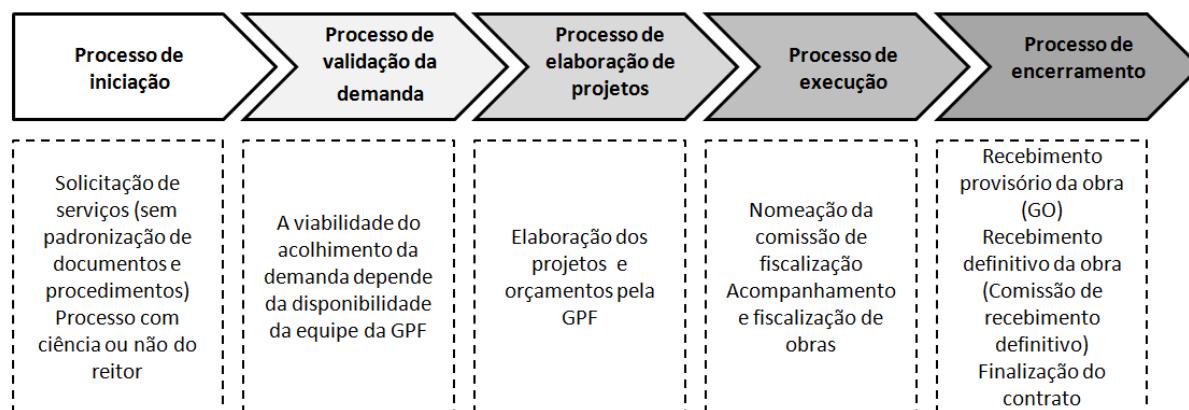 Processo de
iniciação
Processo de
validação da
demanda
Processo de
elaboração de
projetos
Processo de
execução
Processo de
encerramento
Solicitação de
serviços (sem
padronização de
documentos e
procedimentos)
Processo com
ciência ou não do
reitor
A viabilidade do
acolhimento da
demanda depende
da disponibilidade
da equipe da GPF
Elaboração dos
projetos e
orçamentos pela
GPF
Nomeação da
comissão de
fiscalização
Acompanhamento
e fiscalização de
obras
Recebimento
provisório da obra
(GO)
Recebimento
definitivo da obra
(Comissão de
recebimento
definitivo)
Finalização do
contrato